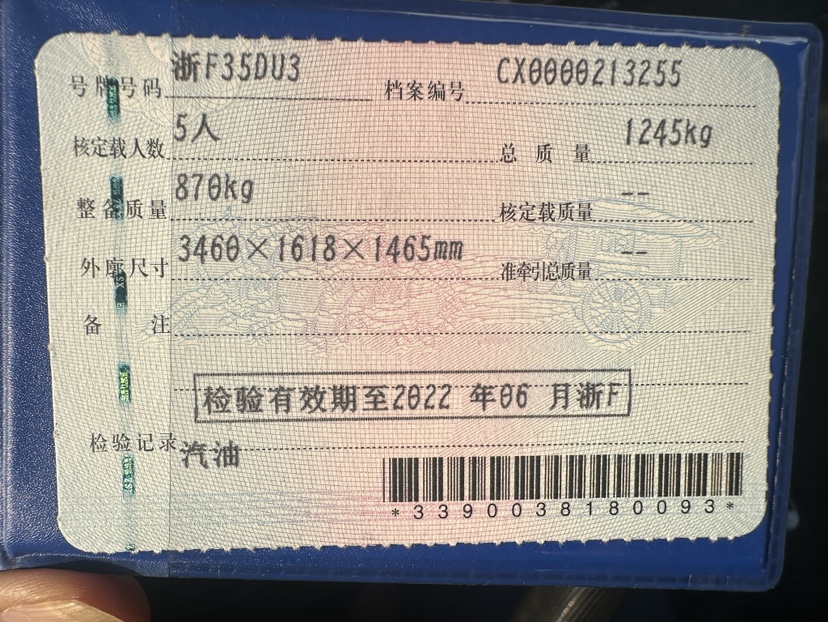 号牌号码 浙F35DU3 档案编号 CX0000213255
核定载人数 5人 总质量 1245kg
整备质量 870kg 核定载质量 --
外廓尺寸 3460×1618×1465mm 准牵引总质量 --
备注
检验有效期至2022 年06 月浙F
检验记录 汽油
*3390038180093*